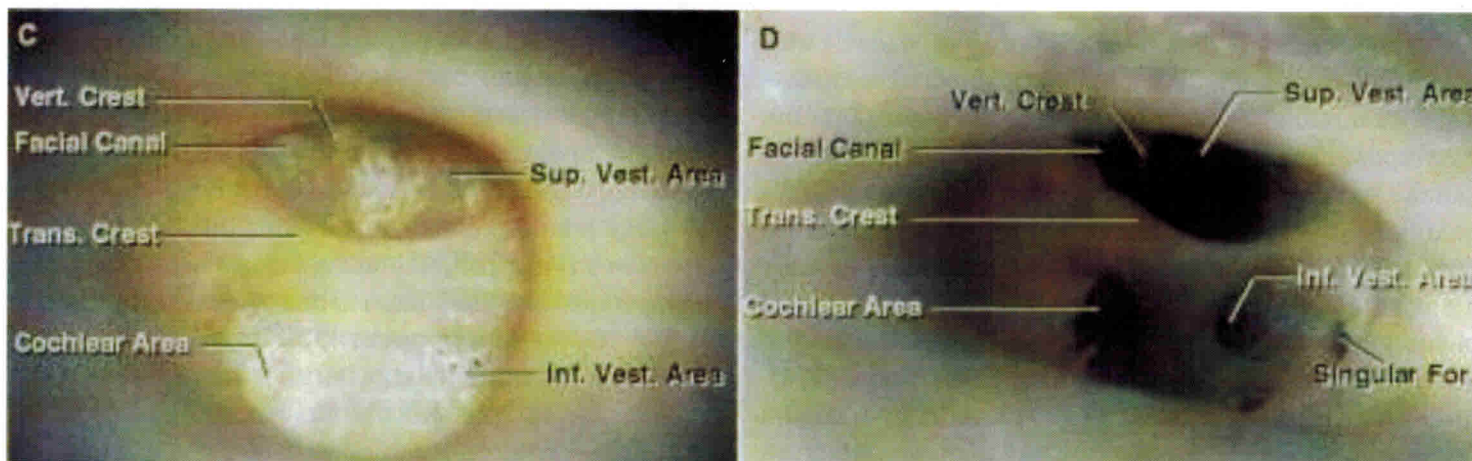 C
Vert. Crest
Facial Canal
Sup. Vest. Area
Trans. Crest
Cochlear Area
Inf. Vest. Area
D
Vert. Crest
Sup. Vest. Area
Facial Canal
Trans. Crest
Inf. Vest. Area
Cochlear Area
Singular For